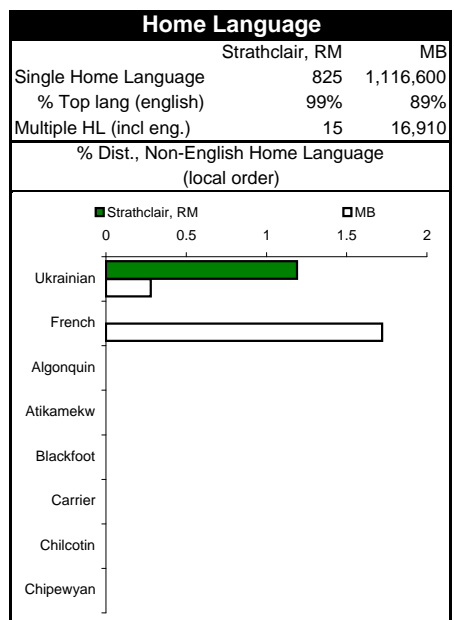 Home Language
Strathclair, RM MB
Single Home Language 825 1,116,600
% Top lang (english) 99% 89%
Multiple HL (incl eng.) 15 16,910
% Dist., Non-English Home Language
(local order)
Strathclair, RM MB
0 0.5 1 1.5 2
Ukrainian
French
Algonquin
Atikamekw
Blackfoot
Carrier
Chilcotin
Chipewyan